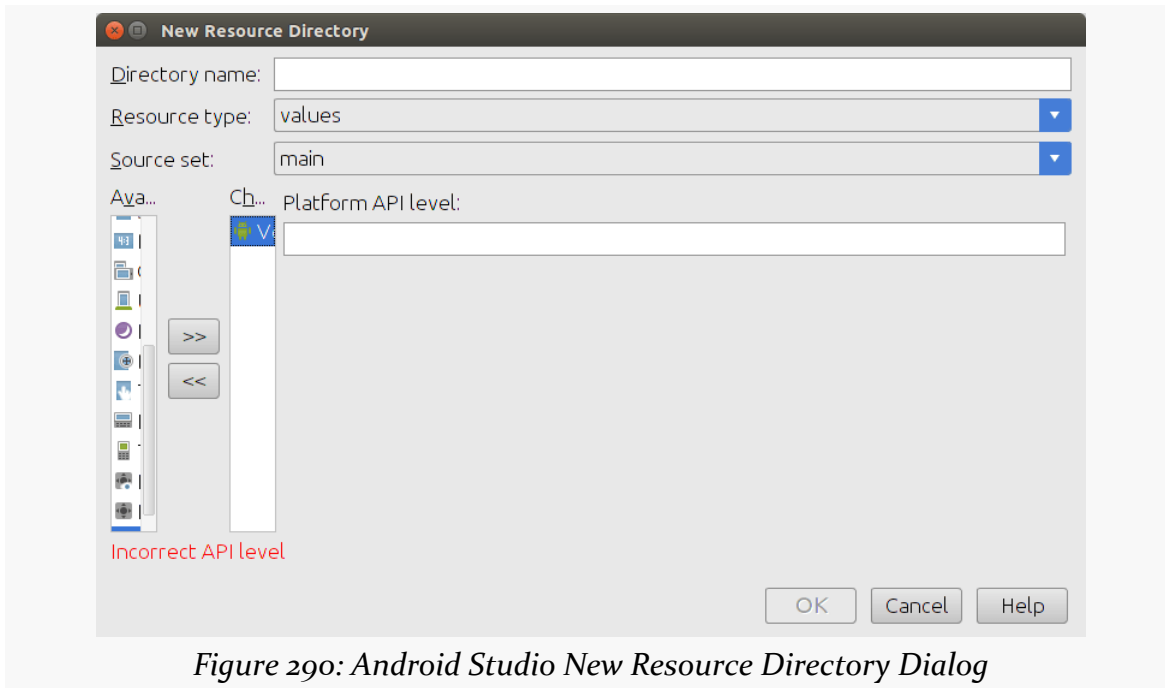 New Resource Directory
Directory name:
Resource type: values
Source set: main
Ava... Ch... Platform API level:
>>
<<
Incorrect API level
OK Cancel Help
Figure 290: Android Studio New Resource Directory Dialog